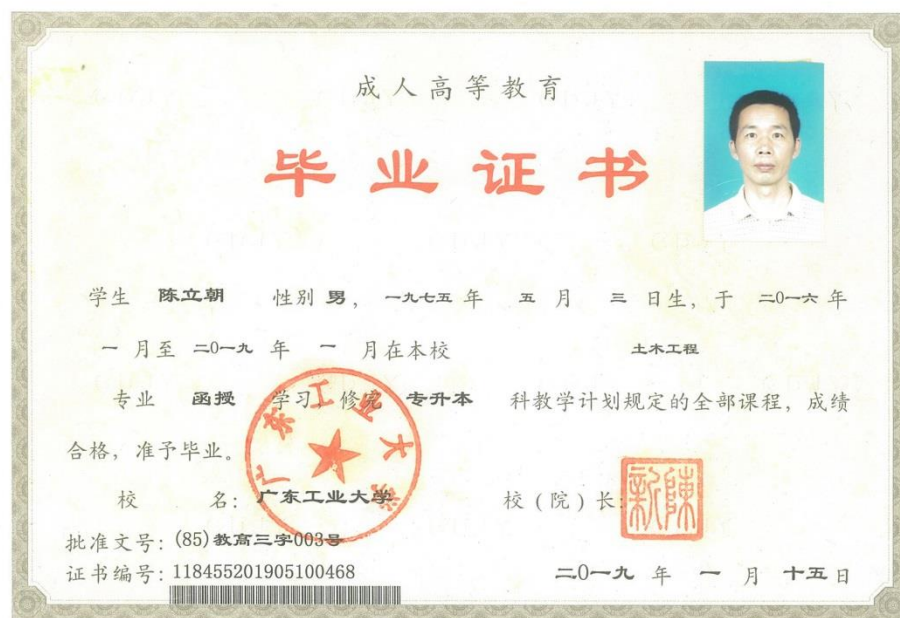 成人高等教育
毕业证书
学生 陈立朝 性别 男， 一九七五 年 五 月 三 日生，于 二0一六 年
一 月至 二0一九 年 一 月在本校 土木工程
专业 函授 学习，修完 专升本 科教学计划规定的全部课程，成绩
合格，准予毕业。
广东工业大学
校 名：广东工业大学 校（院）长：
陈新
批准文号：(85)教高三字003号
证书编号：118455201905100468 二0一九 年 一 月 十五 日